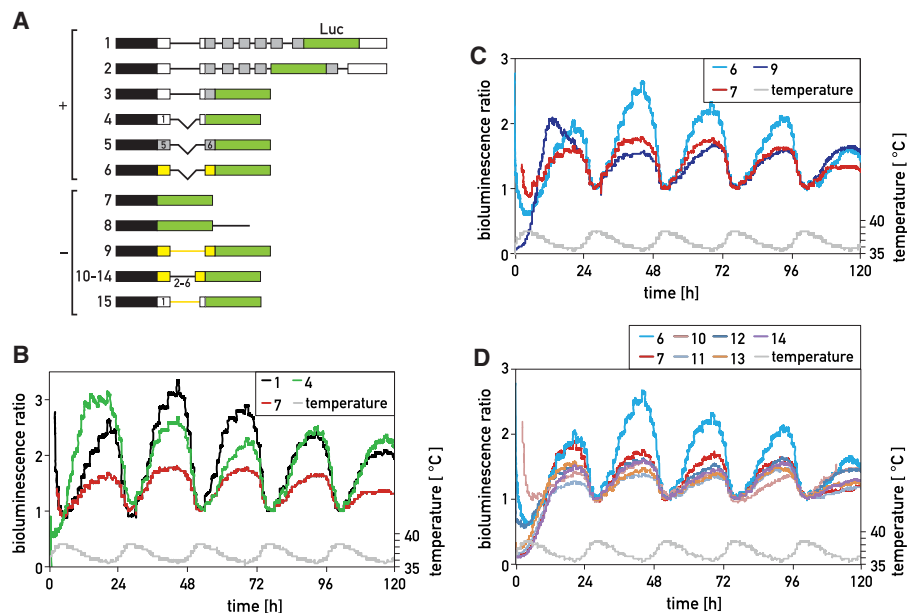 A
Luc
+
1
2
3
4 1
5 5 6
6
−
7
8
9
10-14 2-6
15 1
B
1 4
7 temperature
bioluminescence ratio
3
2
1
0
temperature [ °C]
40
35
0 24 48 72 96 120
time [h]
C
6 9
7 temperature
bioluminescence ratio
3
2
1
0
temperature [ °C]
40
35
0 24 48 72 96 120
time [h]
D
6 10 12 14
7 11 13 temperature
bioluminescence ratio
3
2
1
0
temperature [ °C]
40
35
0 24 48 72 96 120
time [h]